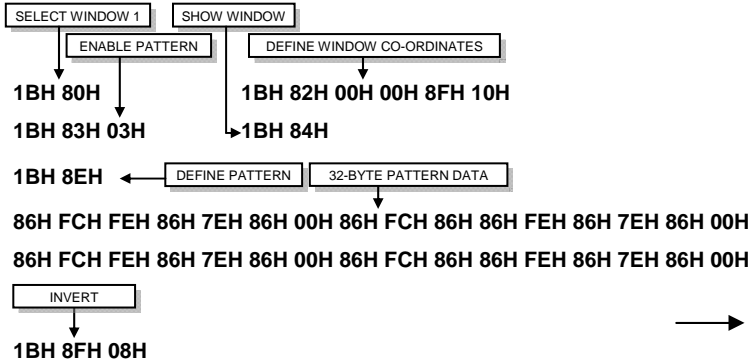 SELECT WINDOW 1 SHOW WINDOW
ENABLE PATTERN DEFINE WINDOW CO-ORDINATES
1BH 80H 1BH 82H 00H 00H 8FH 10H
1BH 83H 03H 1BH 84H
1BH 8EH DEFINE PATTERN 32-BYTE PATTERN DATA
86H FCH FEH 86H 7EH 86H 00H 86H FCH 86H 86H FEH 86H 7EH 86H 00H
86H FCH FEH 86H 7EH 86H 00H 86H FCH 86H 86H FEH 86H 7EH 86H 00H
INVERT
1BH 8FH 08H